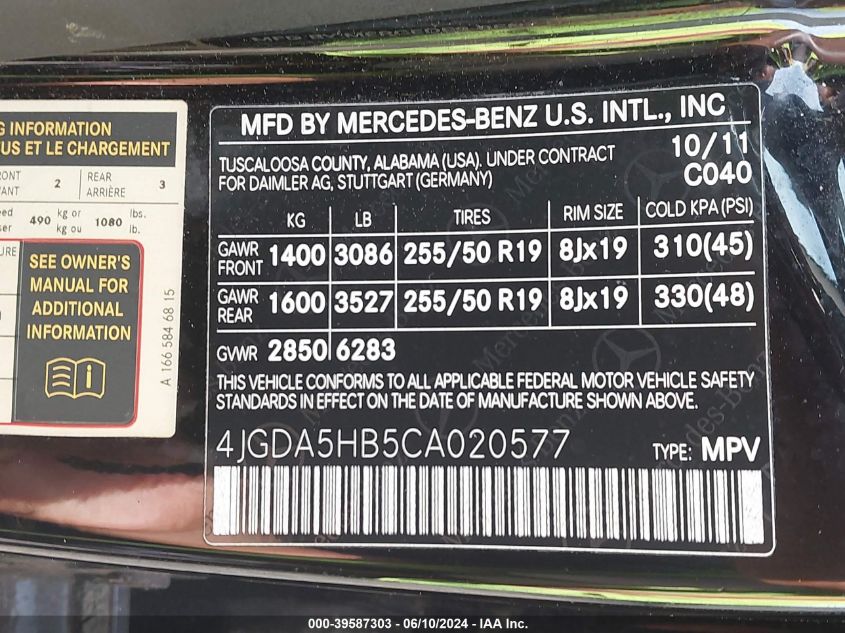 G INFORMATION
US ET LE CHARGEMENT
RONT 2 REAR 3
VANT ARRIÈRE
eed 490 kg or 1080 lbs.
ser kg ou lb.
URE
SEE OWNER'S
MANUAL FOR
ADDITIONAL
INFORMATION
A 166 584 68 15
MFD BY MERCEDES-BENZ U.S. INTL., INC
TUSCALOOSA COUNTY, ALABAMA (USA). UNDER CONTRACT 10/11
FOR DAIMLER AG, STUTTGART (GERMANY) C040
KG LB TIRES RIM SIZE COLD KPA (PSI)
GAWR FRONT 1400 3086 255/50 R19 8Jx19 310(45)
GAWR REAR 1600 3527 255/50 R19 8Jx19 330(48)
GVWR 2850 6283
THIS VEHICLE CONFORMS TO ALL APPLICABLE FEDERAL MOTOR VEHICLE SAFETY
STANDARDS IN EFFECT ON THE DATE OF MANUFACTURE SHOWN ABOVE.
4JGDA5HB5CA020577 TYPE: MPV
000-39587303 - 06/10/2024 - IAA Inc.